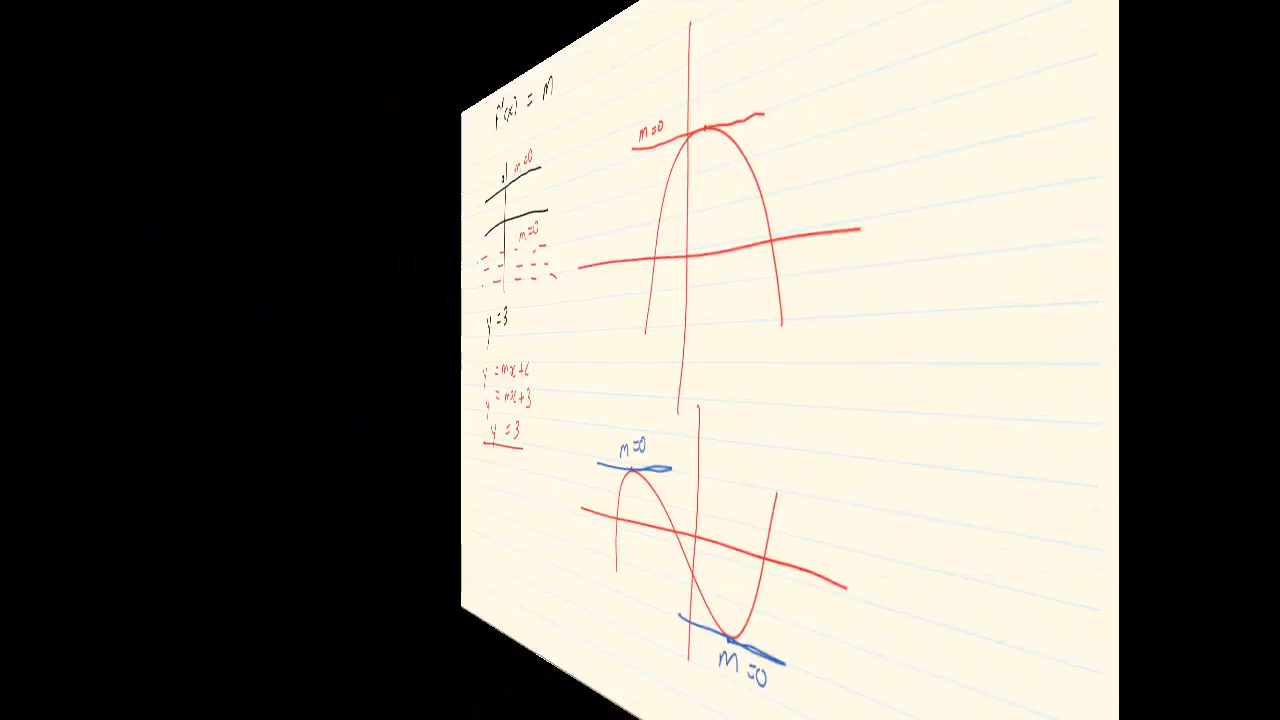 f'(x) = m
m=0
m=0
y = 3
y = mx+c
y = mx+3
y = 3
m=0
m=0
m=0